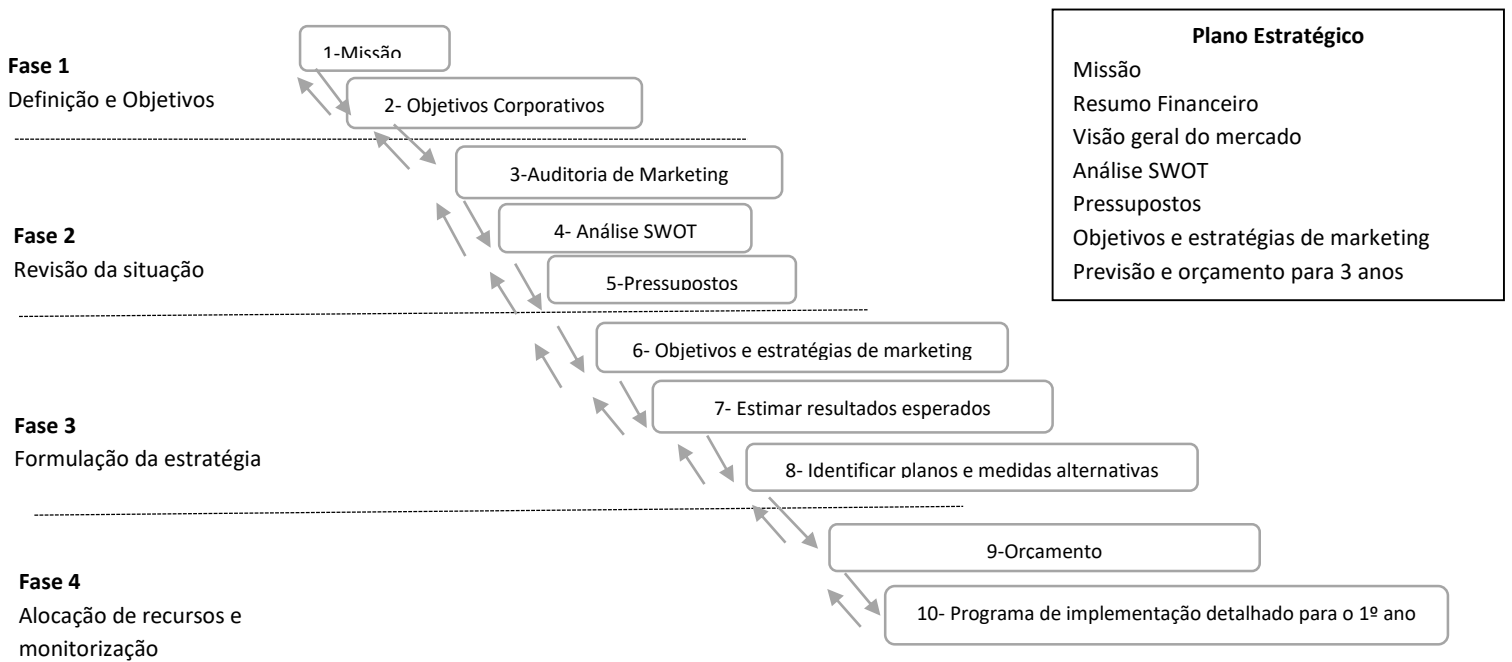 Fase 1
Definição e Objetivos
1-Missão
2- Objetivos Corporativos
Fase 2
Revisão da situação
3-Auditoria de Marketing
4- Análise SWOT
5-Pressupostos
Fase 3
Formulação da estratégia
6- Objetivos e estratégias de marketing
7- Estimar resultados esperados
8- Identificar planos e medidas alternativas
Fase 4
Alocação de recursos e
monitorização
9-Orçamento
10- Programa de implementação detalhado para o 1º ano
Plano Estratégico
Missão
Resumo Financeiro
Visão geral do mercado
Análise SWOT
Pressupostos
Objetivos e estratégias de marketing
Previsão e orçamento para 3 anos